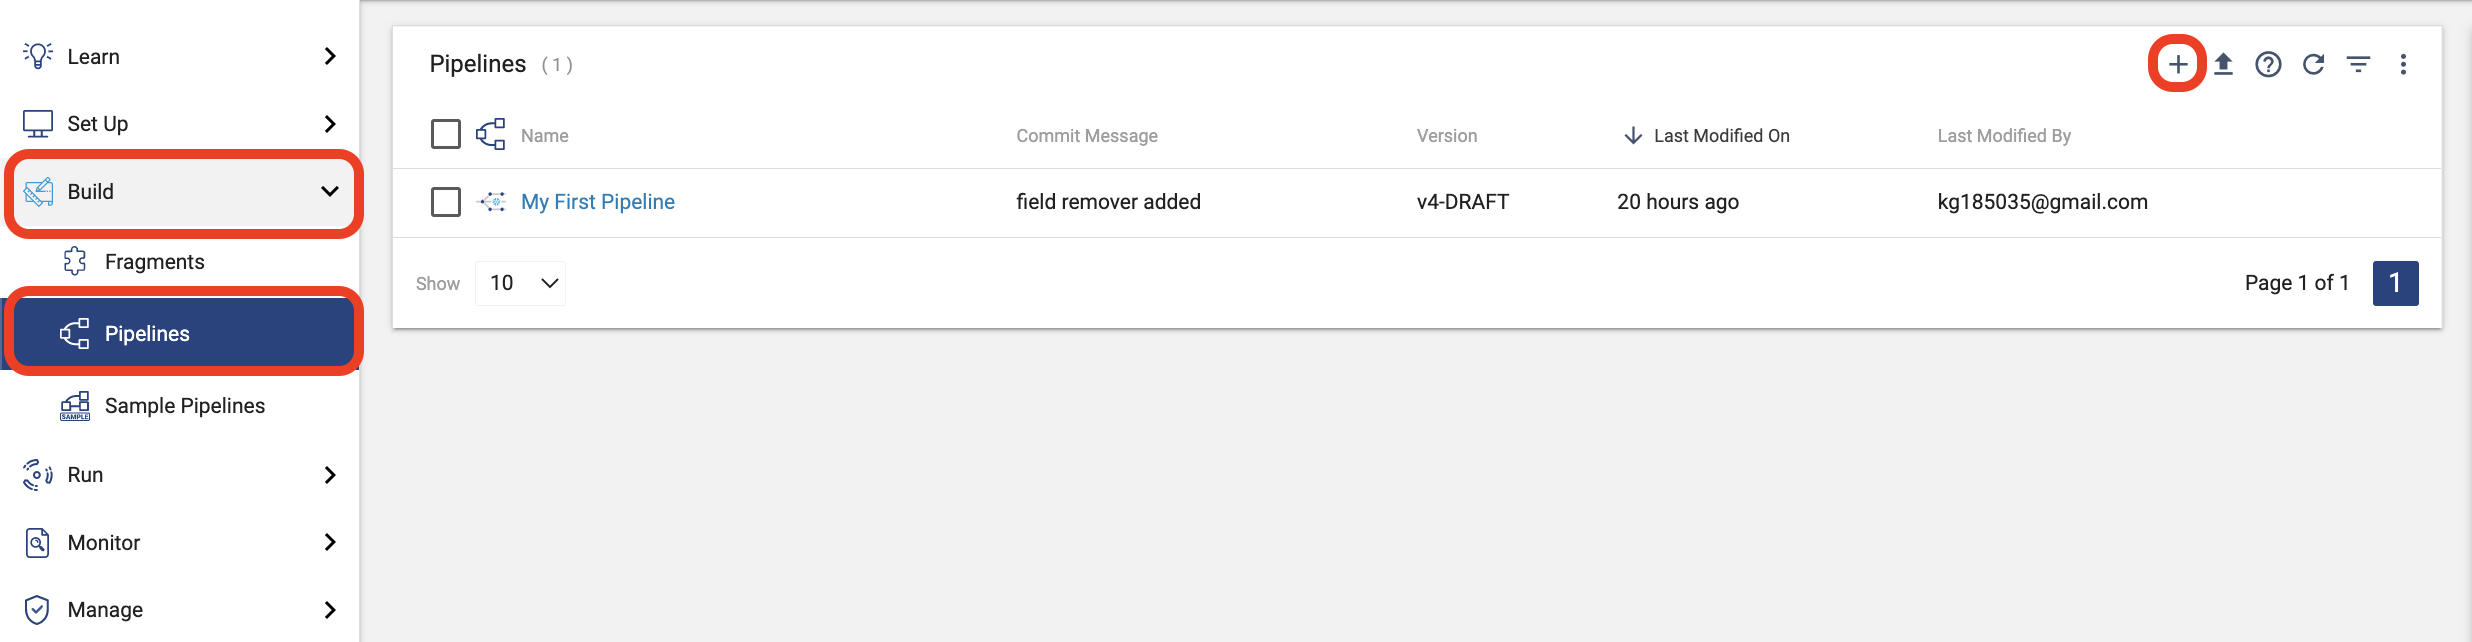 Learn
Set Up
Build
Fragments
Pipelines
SAMPLE
Sample Pipelines
Run
Monitor
Manage
Pipelines (1)
Name Commit Message Version Last Modified On Last Modified By
My First Pipeline field remover added v4-DRAFT 20 hours ago kg185035@gmail.com
Show 10 Page 1 of 1 1